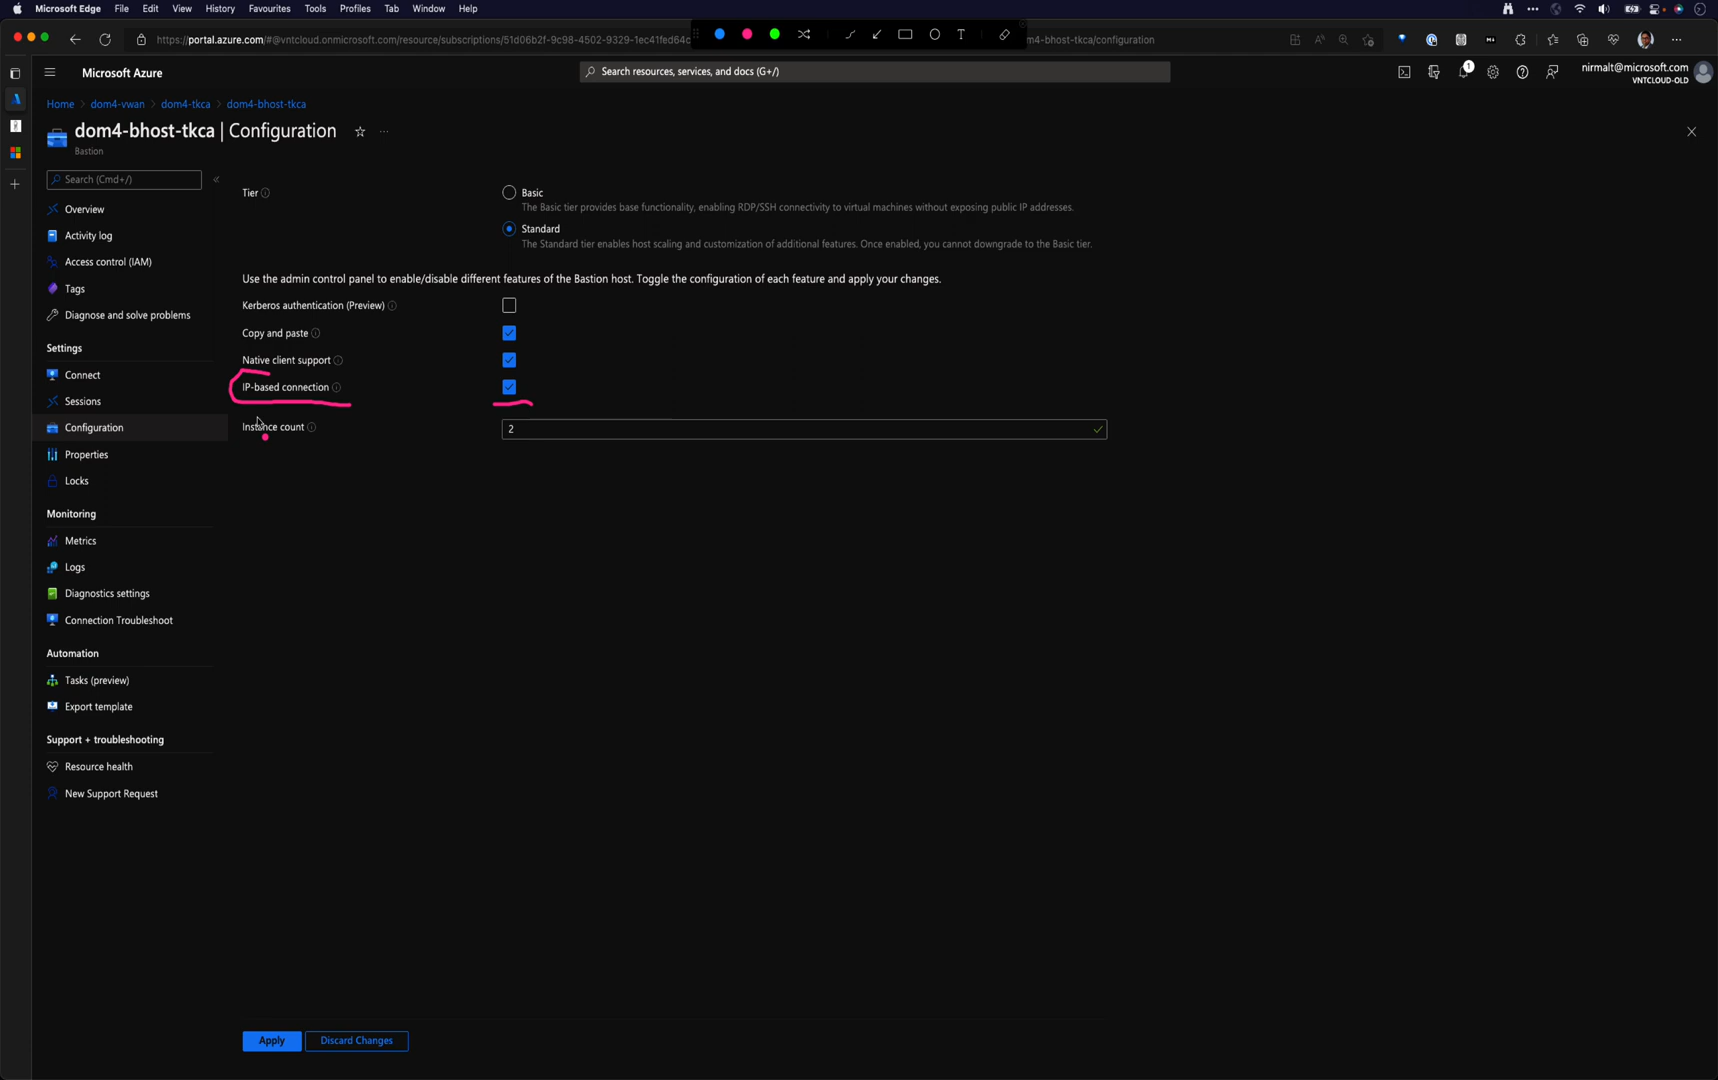 Microsoft Edge File Edit View History Favourites Tools Profiles Tab Window Help
https://portal.azure.com/#@vntcloud.onmicrosoft.com/resource/subscriptions/51d06b2f-9c98-4502-9329-1ec41fed64c
m4-bhost-tkca/configuration
Microsoft Azure
Search resources, services, and docs (G+/)
1
nirmalt@microsoft.com
VNTCLOUD-OLD
Home > dom4-vwan > dom4-tkca > dom4-bhost-tkca
dom4-bhost-tkca | Configuration
Bastion
Search (Cmd+/)
Overview
Activity log
Access control (IAM)
Tags
Diagnose and solve problems
Settings
Connect
Sessions
Configuration
Properties
Locks
Monitoring
Metrics
Logs
Diagnostics settings
Connection Troubleshoot
Automation
Tasks (preview)
Export template
Support + troubleshooting
Resource health
New Support Request
Tier
Basic
The Basic tier provides base functionality, enabling RDP/SSH connectivity to virtual machines without exposing public IP addresses.
Standard
The Standard tier enables host scaling and customization of additional features. Once enabled, you cannot downgrade to the Basic tier.
Use the admin control panel to enable/disable different features of the Bastion host. Toggle the configuration of each feature and apply your changes.
Kerberos authentication (Preview)
Copy and paste
Native client support
IP-based connection
Instance count
2
Apply
Discard Changes